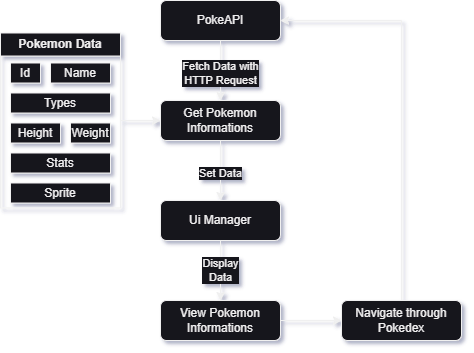 PokeAPI
Pokemon Data
Id
Name
Types
Height
Weight
Stats
Sprite
Fetch Data with
HTTP Request
Get Pokemon
Informations
Set Data
Ui Manager
Display
Data
View Pokemon
Informations
Navigate through
Pokedex